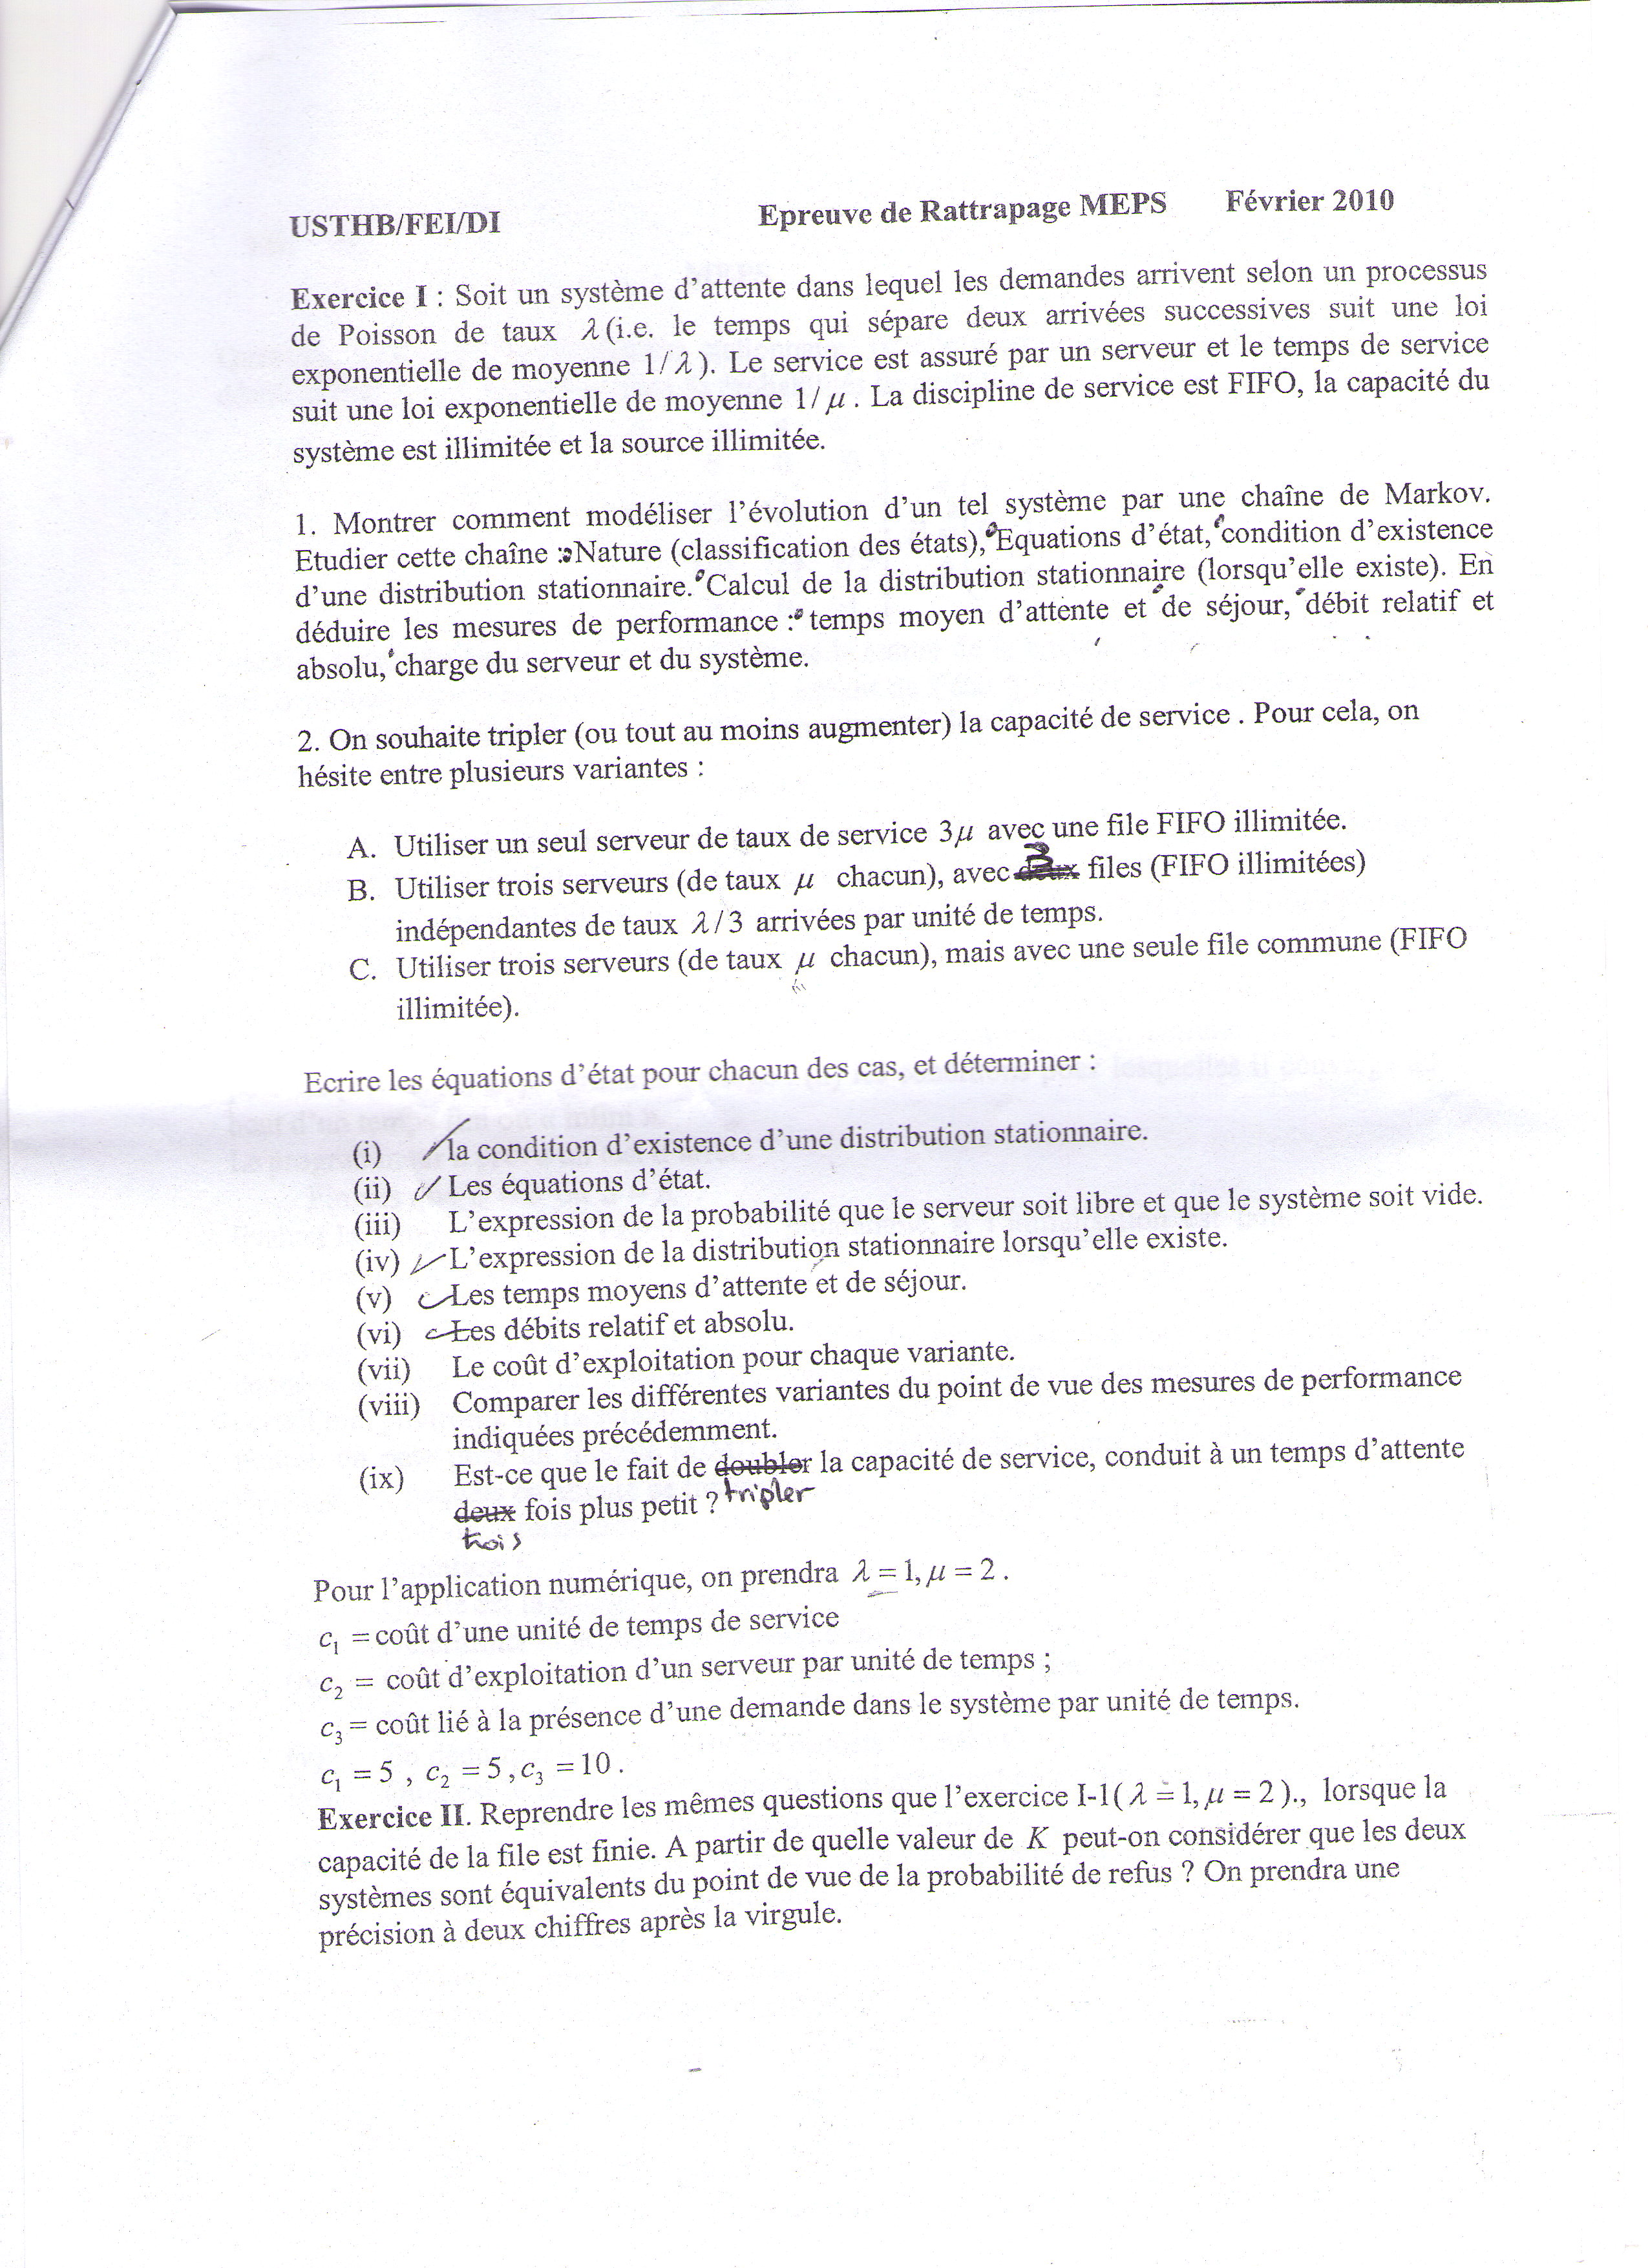 USTHB/FEI/DI Epreuve de Rattrapage MEPS Février 2010
Exercice I : Soit un système d'attente dans lequel les demandes arrivent selon un processus
de Poisson de taux λ (i.e. le temps qui sépare deux arrivées successives suit une loi
exponentielle de moyenne 1/λ). Le service est assuré par un serveur et le temps de service
suit une loi exponentielle de moyenne 1/μ. La discipline de service est FIFO, la capacité du
système est illimitée et la source illimitée.
1. Montrer comment modéliser l'évolution d'un tel système par une chaîne de Markov.
Etudier cette chaîne : Nature (classification des états), Equations d'état, condition d'existence
d'une distribution stationnaire. Calcul de la distribution stationnaire (lorsqu'elle existe). En
déduire les mesures de performance : temps moyen d'attente et de séjour, débit relatif et
absolu, charge du serveur et du système.
2. On souhaite tripler (ou tout au moins augmenter) la capacité de service . Pour cela, on
hésite entre plusieurs variantes :
A. Utiliser un seul serveur de taux de service 3μ avec une file FIFO illimitée.
B. Utiliser trois serveurs (de taux μ chacun), avec deux 3 files (FIFO illimitées)
indépendantes de taux λ/3 arrivées par unité de temps.
C. Utiliser trois serveurs (de taux μ chacun), mais avec une seule file commune (FIFO
illimitée).
Ecrire les équations d'état pour chacun des cas, et déterminer :
(i) la condition d'existence d'une distribution stationnaire.
(ii) Les équations d'état.
(iii) L'expression de la probabilité que le serveur soit libre et que le système soit vide.
(iv) L'expression de la distribution stationnaire lorsqu'elle existe.
(v) Les temps moyens d'attente et de séjour.
(vi) Les débits relatif et absolu.
(vii) Le coût d'exploitation pour chaque variante.
(viii) Comparer les différentes variantes du point de vue des mesures de performance
indiquées précédemment.
(ix) Est-ce que le fait de doubler la capacité de service, conduit à un temps d'attente
deux fois plus petit ? tripler
trois
Pour l'application numérique, on prendra λ = 1, μ = 2.
c₁ = coût d'une unité de temps de service
c₂ = coût d'exploitation d'un serveur par unité de temps ;
c₃ = coût lié à la présence d'une demande dans le système par unité de temps.
c₁ = 5 , c₂ = 5 , c₃ = 10.
Exercice II. Reprendre les mêmes questions que l'exercice I-1( λ = 1, μ = 2 )., lorsque la
capacité de la file est finie. A partir de quelle valeur de K peut-on considérer que les deux
systèmes sont équivalents du point de vue de la probabilité de refus ? On prendra une
précision à deux chiffres après la virgule.